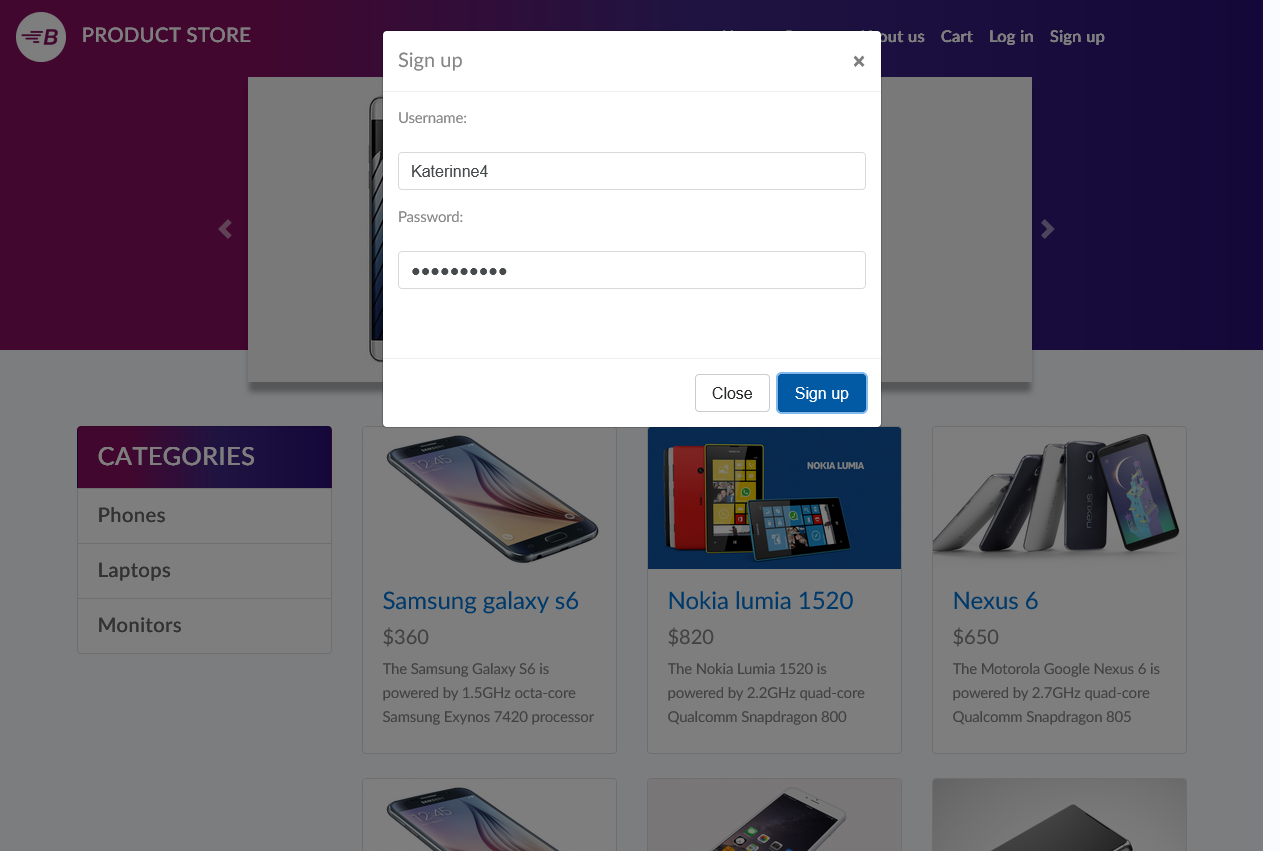 B PRODUCT STORE
out us Cart Log in Sign up
Sign up ×
Username:
Katerinne4
Password:
••••••••••
Close Sign up
CATEGORIES
Phones
Laptops
Monitors
12:45
Samsung galaxy s6
$360
The Samsung Galaxy S6 is
powered by 1.5GHz octa-core
Samsung Exynos 7420 processor
NOKIA LUMIA
Nokia lumia 1520
$820
The Nokia Lumia 1520 is
powered by 2.2GHz quad-core
Qualcomm Snapdragon 800
Nexus 6
$650
The Motorola Google Nexus 6 is
powered by 2.7GHz quad-core
Qualcomm Snapdragon 805